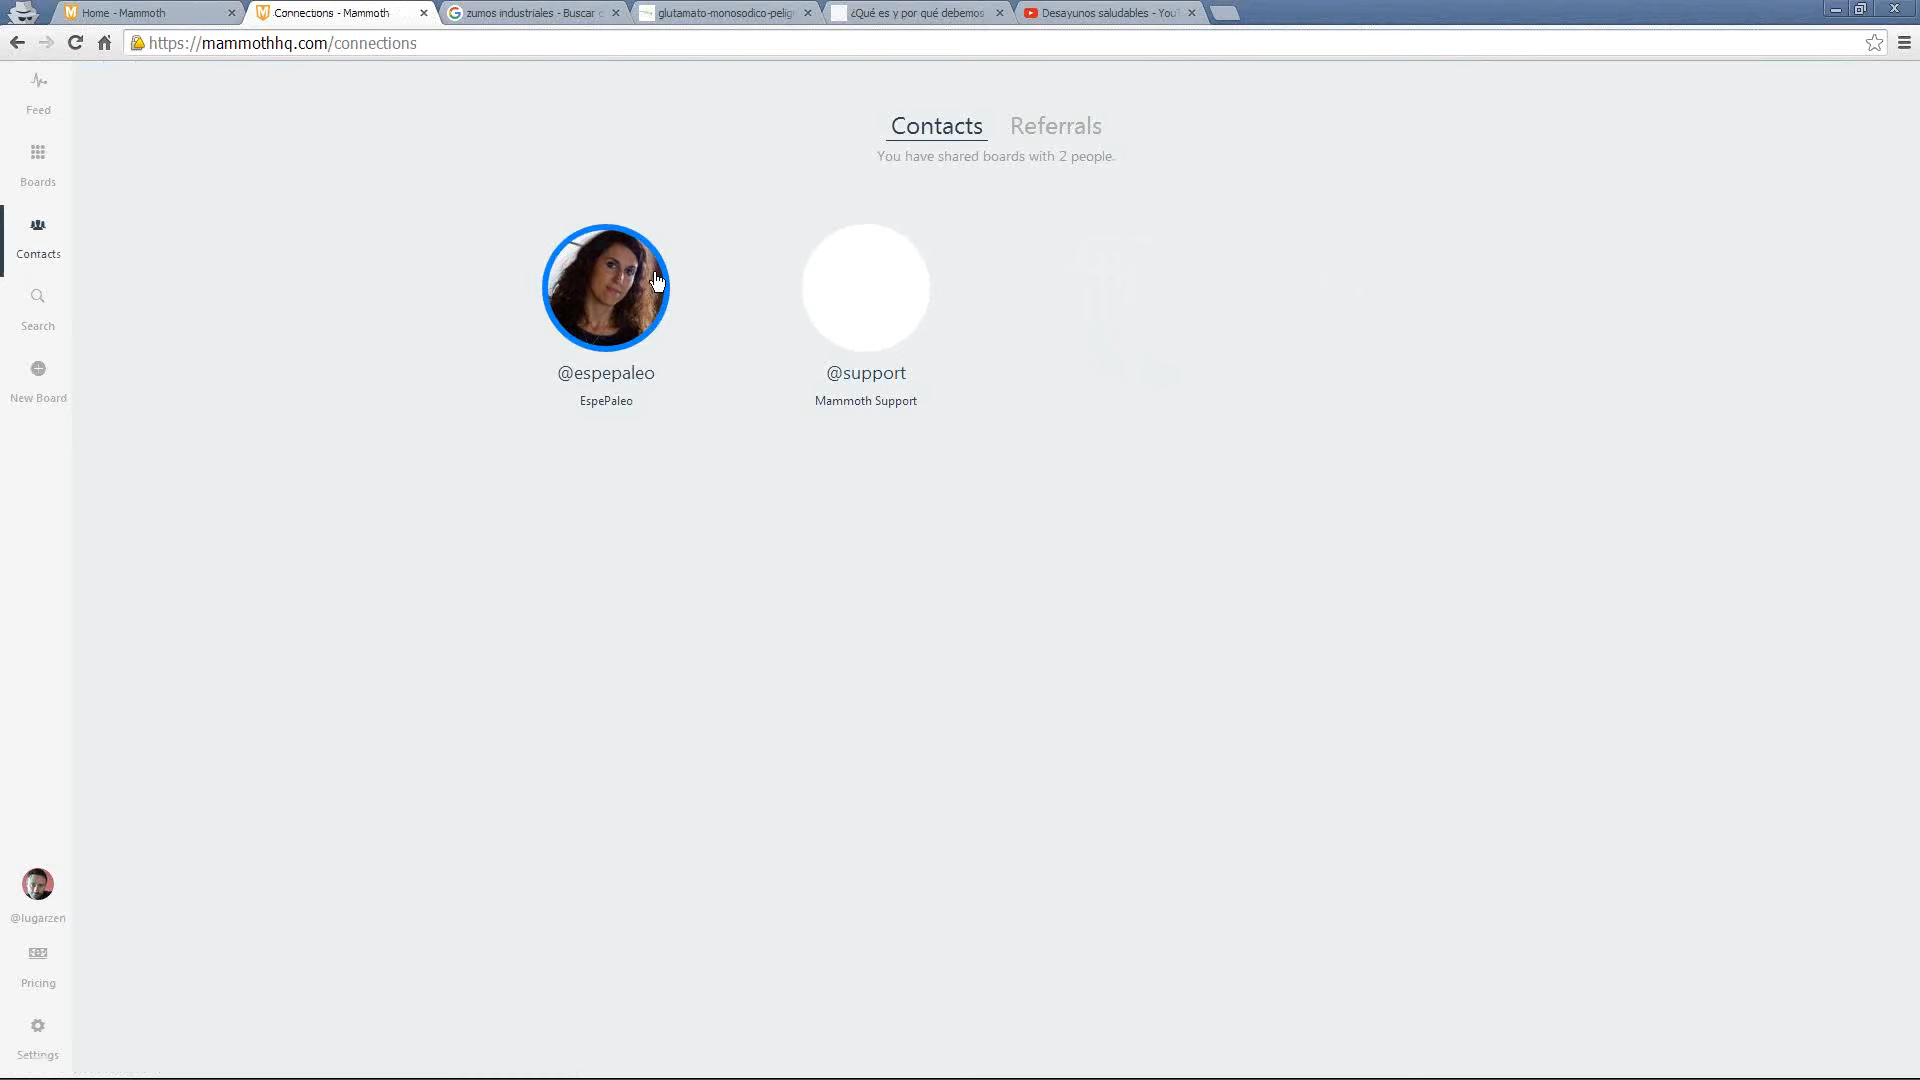 Home - Mammoth
Connections - Mammoth
zumos industriales - Buscar
glutamato-monosodico-pelig
¿Qué es y por qué debemos
Desayunos saludables - YouT
https://mammothhq.com/connections
Feed
Boards
Contacts
Search
New Board
Contacts Referrals
You have shared boards with 2 people.
@espepaleo
EspePaleo
@support
Mammoth Support
@lugarzen
Pricing
Settings